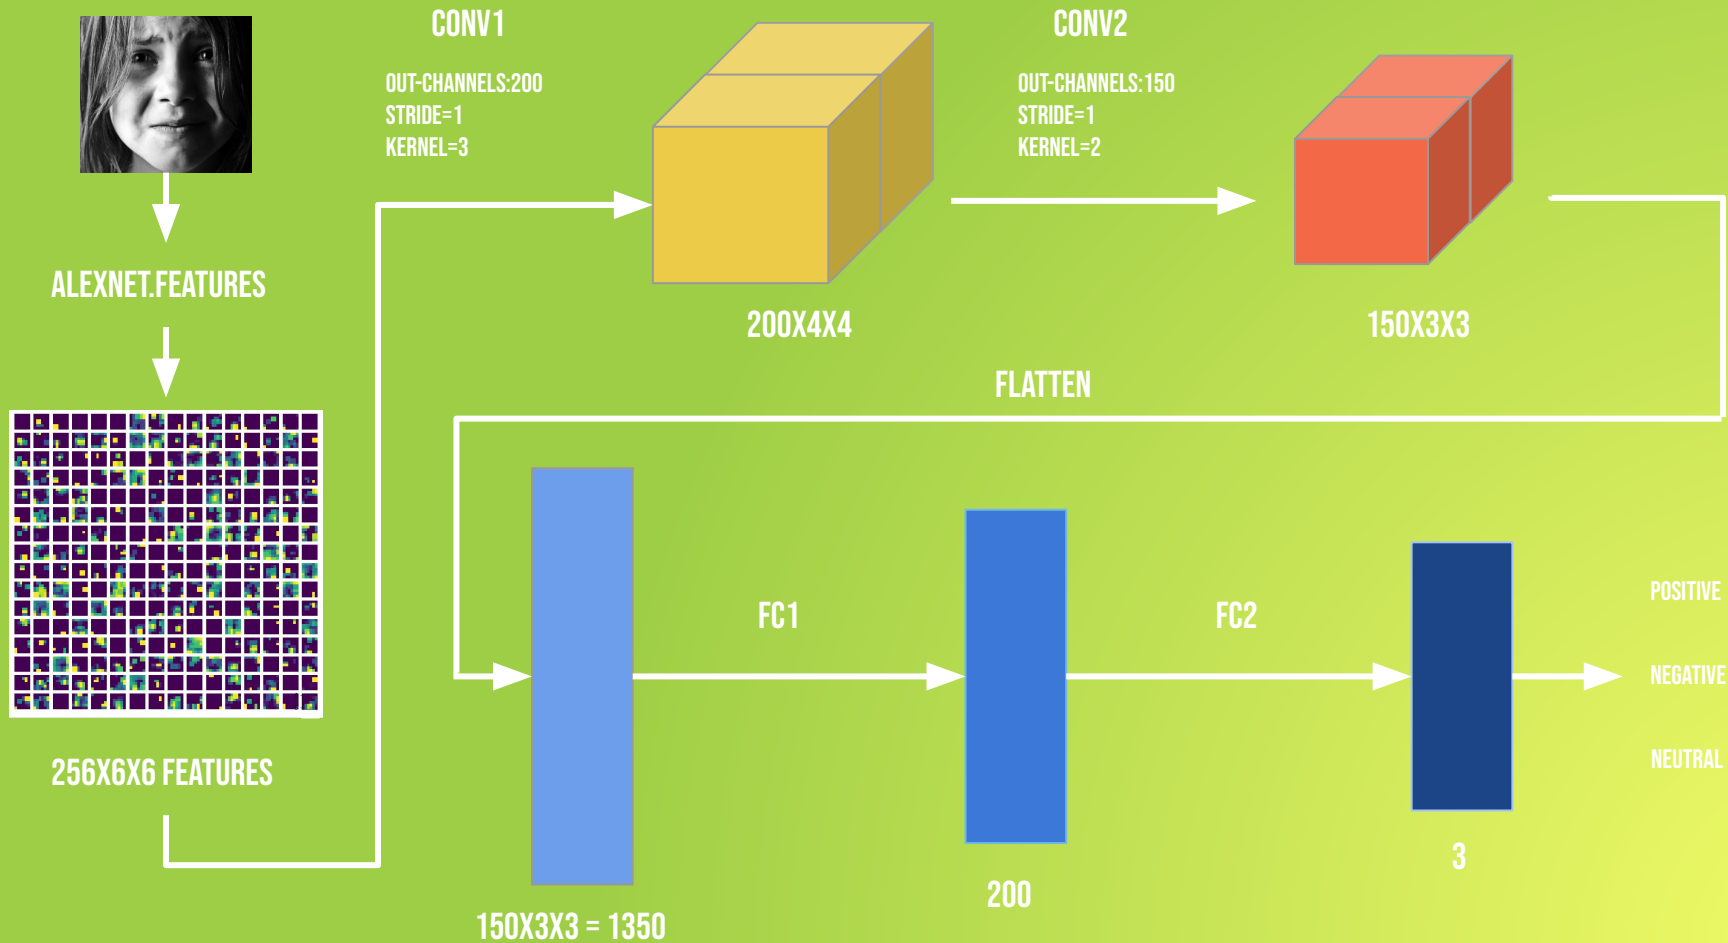 CONV1
OUT-CHANNELS:200
STRIDE=1
KERNEL=3
CONV2
OUT-CHANNELS:150
STRIDE=1
KERNEL=2
ALEXNET.FEATURES
200X4X4
150X3X3
FLATTEN
256X6X6 FEATURES
FC1
FC2
POSITIVE
NEGATIVE
NEUTRAL
150X3X3 = 1350
200
3